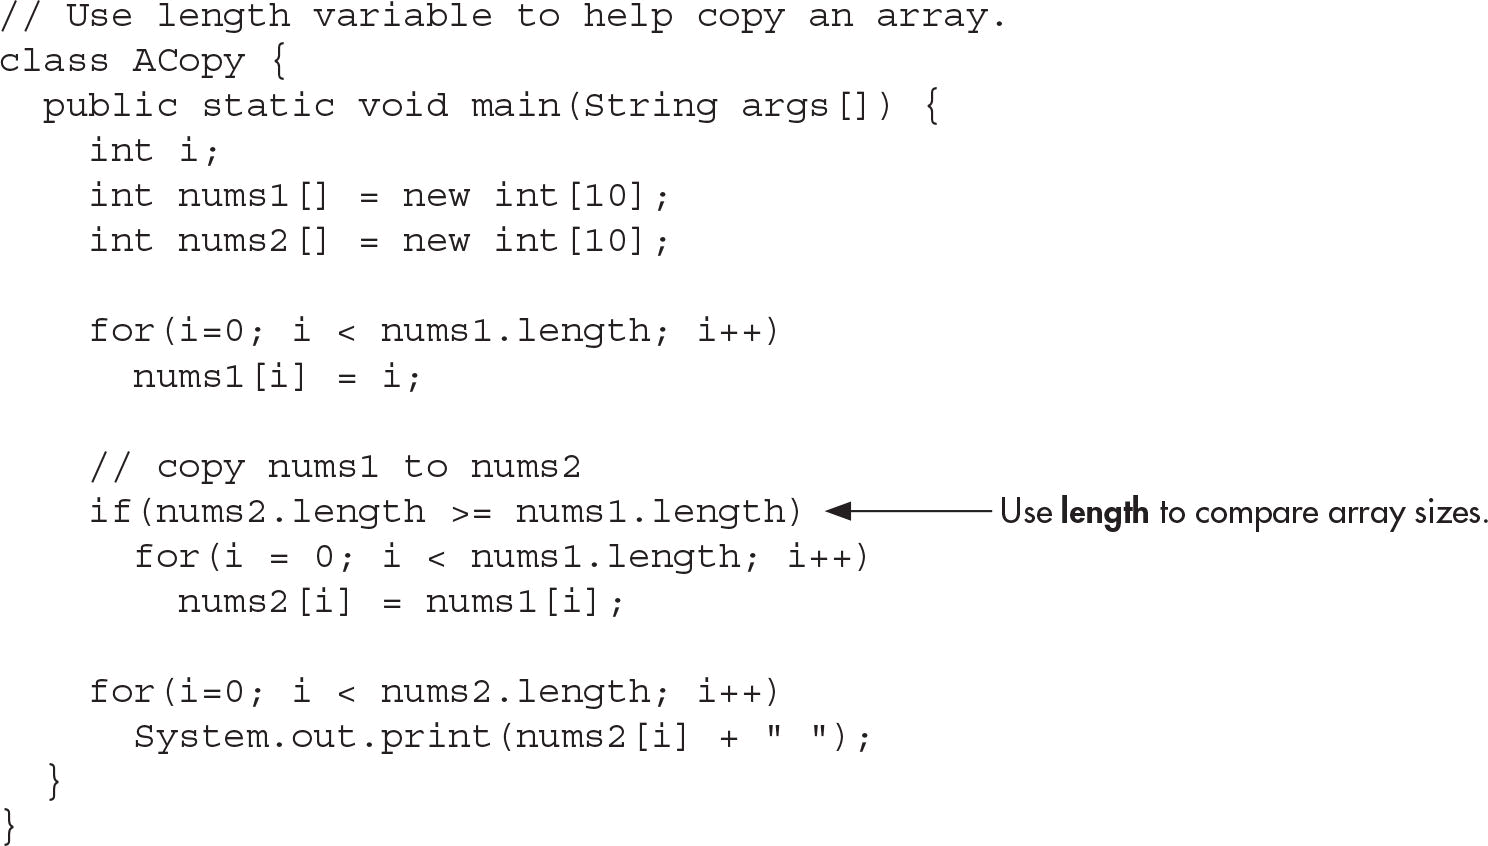 // Use length variable to help copy an array.
class ACopy {
  public static void main(String args[]) {
    int i;
    int nums1[] = new int[10];
    int nums2[] = new int[10];

    for(i=0; i < nums1.length; i++)
      nums1[i] = i;

    // copy nums1 to nums2
    if(nums2.length >= nums1.length) Use length to compare array sizes.
      for(i = 0; i < nums1.length; i++)
        nums2[i] = nums1[i];

    for(i=0; i < nums2.length; i++)
      System.out.print(nums2[i] + " ");
  }
}